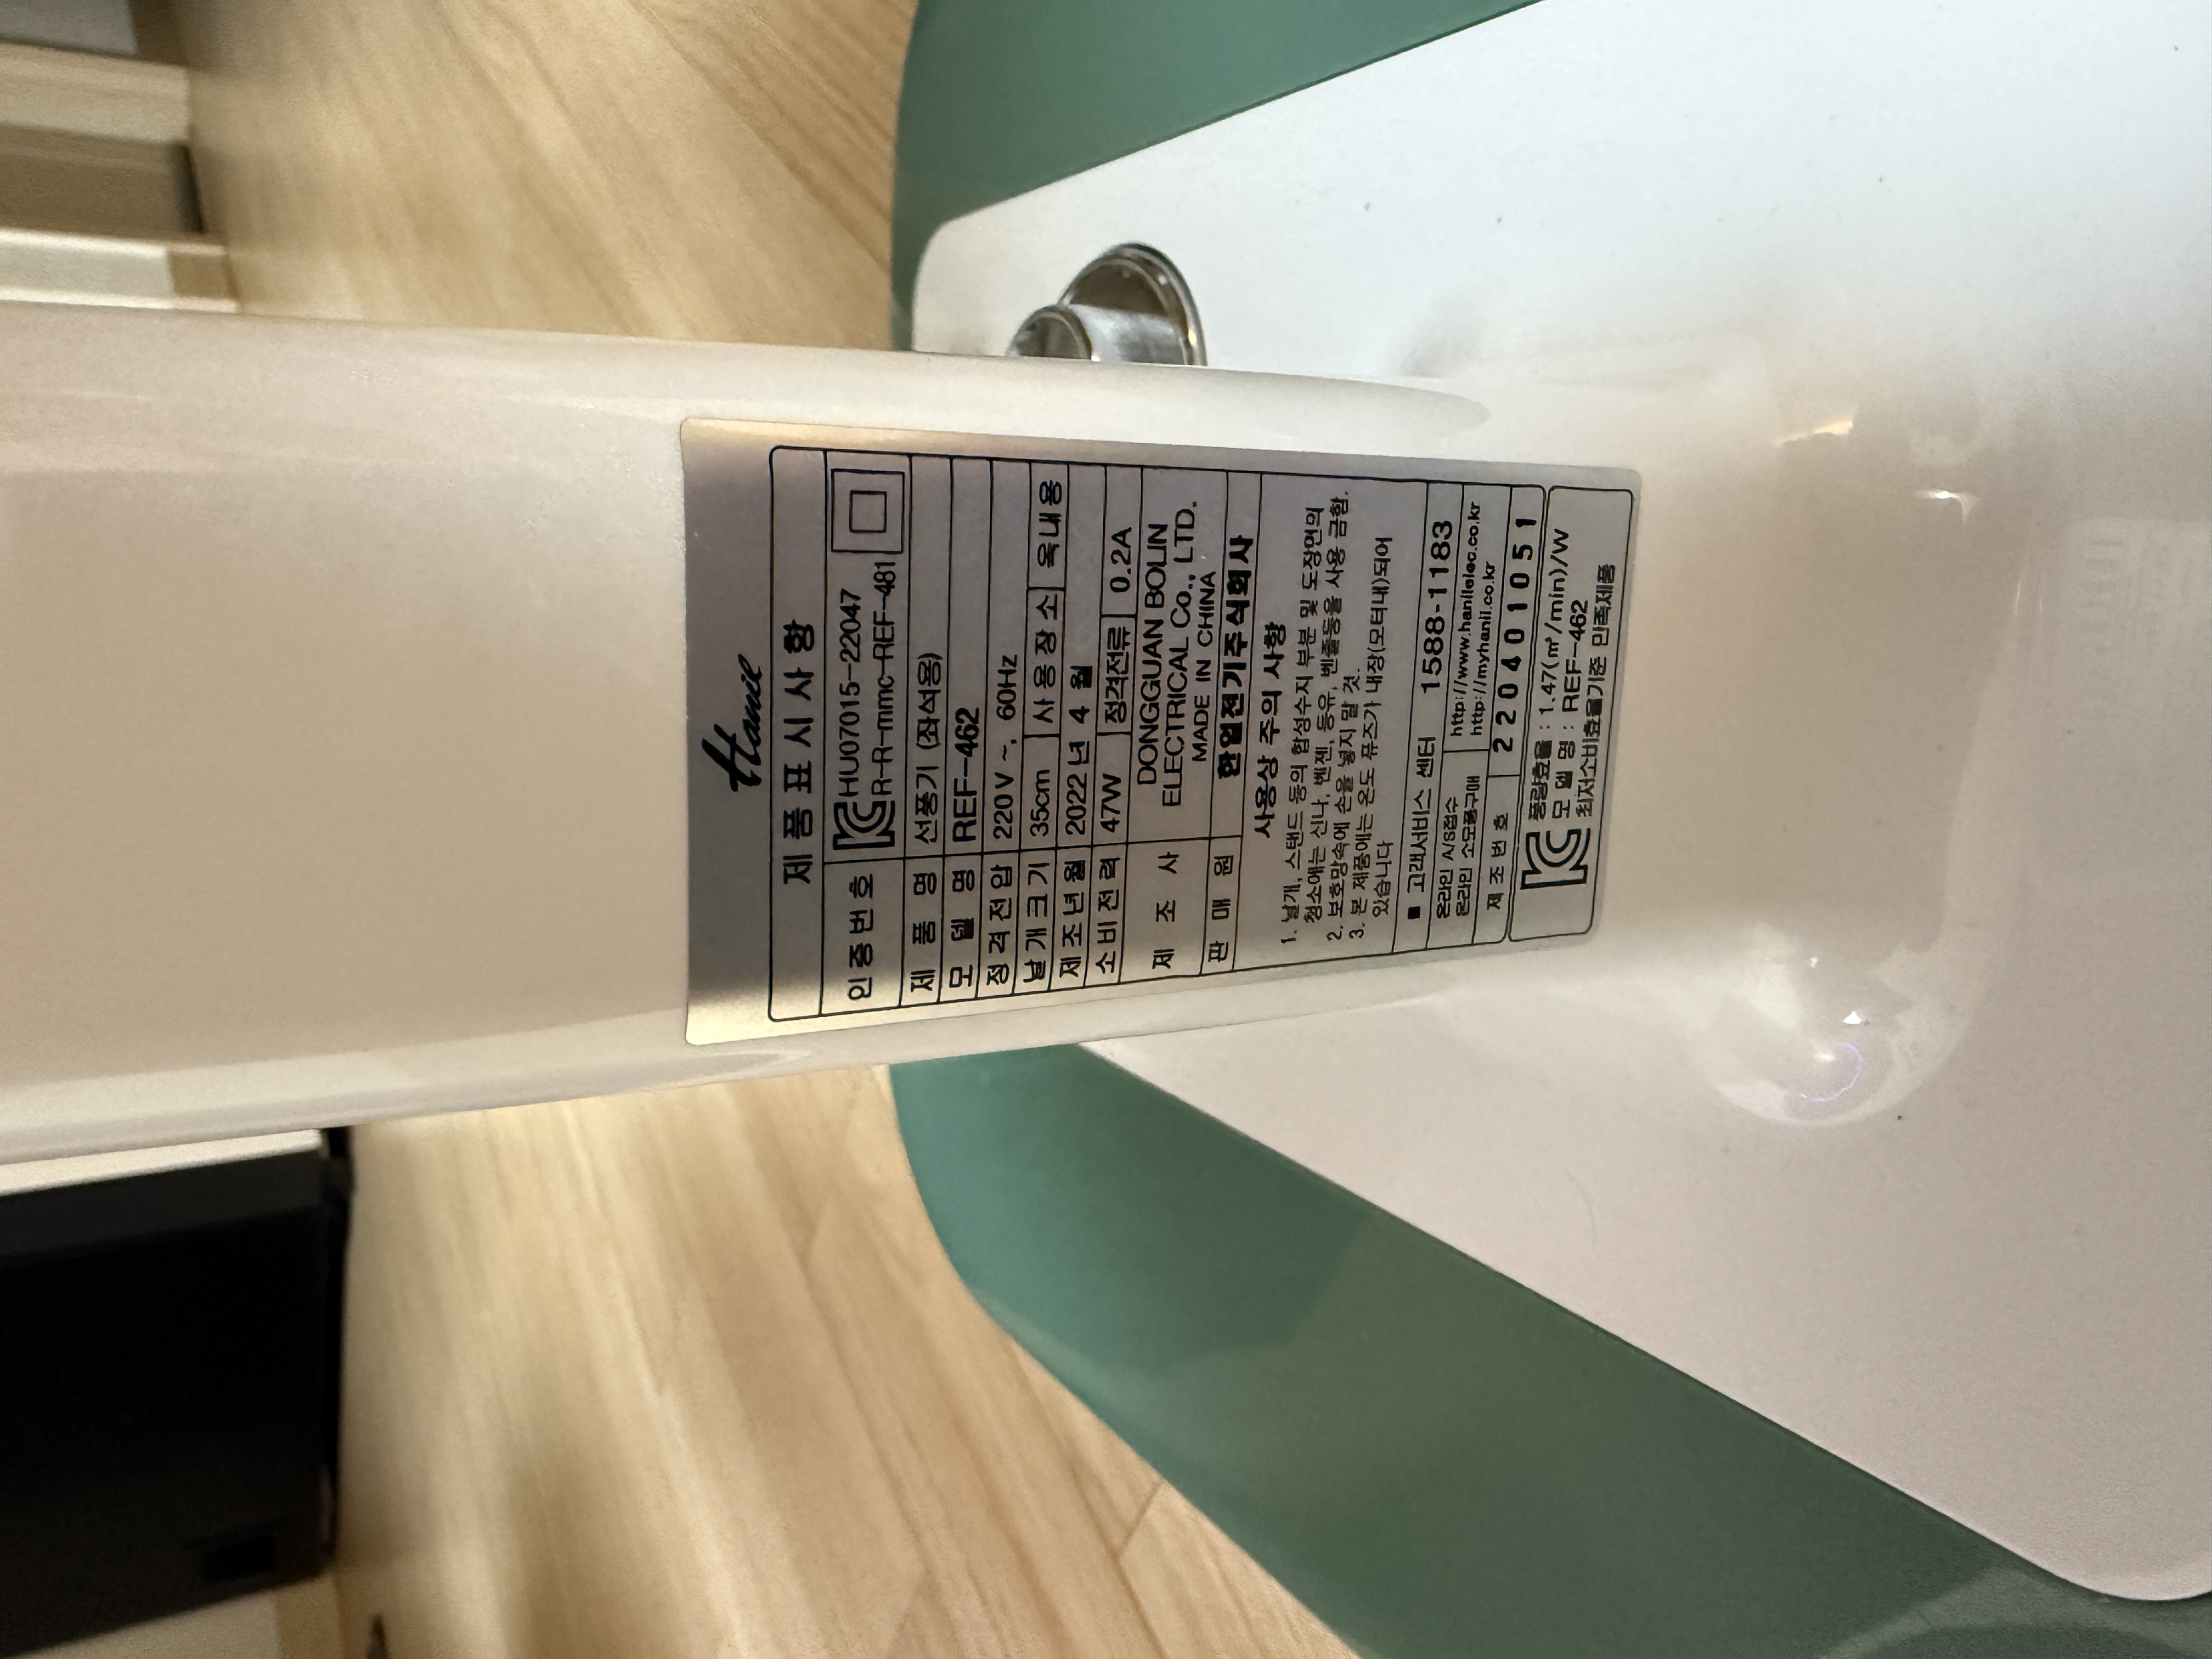 Hanil
제품표시사항
인증번호 HU07015-22047
R-R-mmc-REF-481
제품명 선풍기 (좌석용)
모델명 REF-462
정격전압 220V ~, 60Hz
날개크기 35cm 사용장소 옥내용
제조년월 2022년 4월
소비전력 47W 정격전류 0.2A
제조사 DONGGUAN BOLIN
ELECTRICAL Co., LTD.
MADE IN CHINA
판매원 한일전기주식회사
사용상 주의 사항
1. 날개, 스탠드 등의 합성수지 부분 및 도장면의
청소에는 신나, 벤젠, 등유, 벤졸등을 사용 금함.
2. 보호망속에 손을 넣지 말 것.
3. 본 제품에는 온도 퓨즈가 내장(모터내)되어
있습니다
■ 고객서비스 센터 1588-1183
온라인 A/S접수 http://www.hanilelec.co.kr
온라인 소모품구매 http://myhanil.co.kr
제조번호 220401051
풍량효율 : 1.47(㎥/min)/W
모델명 : REF-462
최저소비효율기준 만족제품